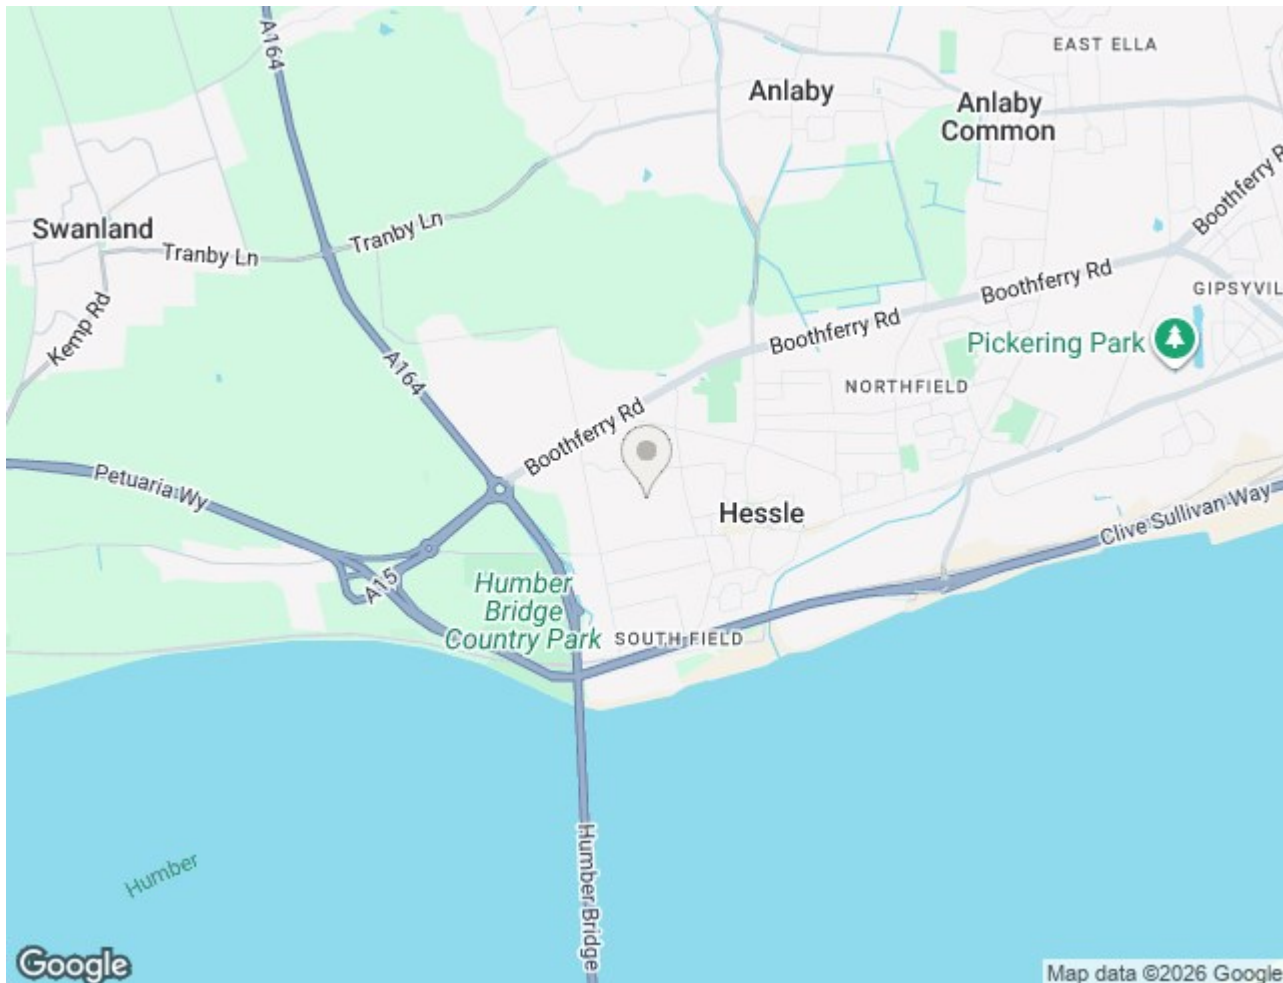 A164
EAST ELLA
Anlaby
Anlaby
Common
Boothferry R
Swanland
Tranby Ln
Tranby Ln
Boothferry Rd
GIPSYVIL
Kemp Rd
Boothferry Rd
Pickering Park
A164
NORTHFIELD
Boothferry Rd
Petuaria Wy
Hessle
Clive Sullivan Way
A15
Humber
Bridge
Country Park
SOUTH FIELD
Humber Bridge
Humber
Google
Map data ©2026 Google